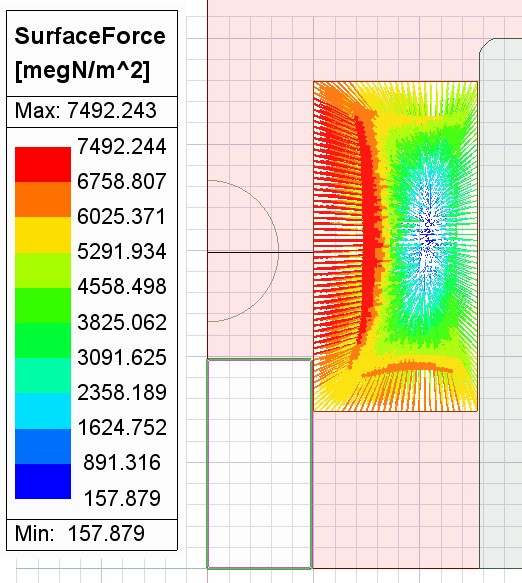 SurfaceForce
[megN/m^2]
Max: 7492.243
7492.244
6758.807
6025.371
5291.934
4558.498
3825.062
3091.625
2358.189
1624.752
891.316
157.879
Min: 157.879